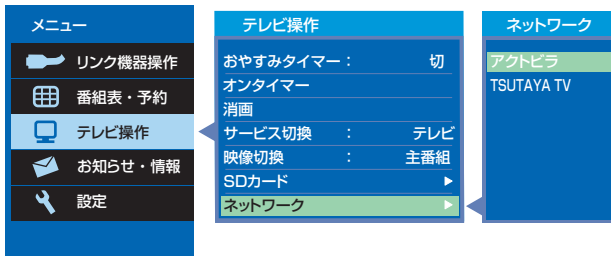 メニュー
リンク機器操作
番組表・予約
テレビ操作
お知らせ・情報
設定
テレビ操作
おやすみタイマー： 切
オンタイマー
消画
サービス切換 ： テレビ
映像切換 ： 主番組
SDカード ▶
ネットワーク ▶
ネットワーク
アクトビラ
TSUTAYA TV